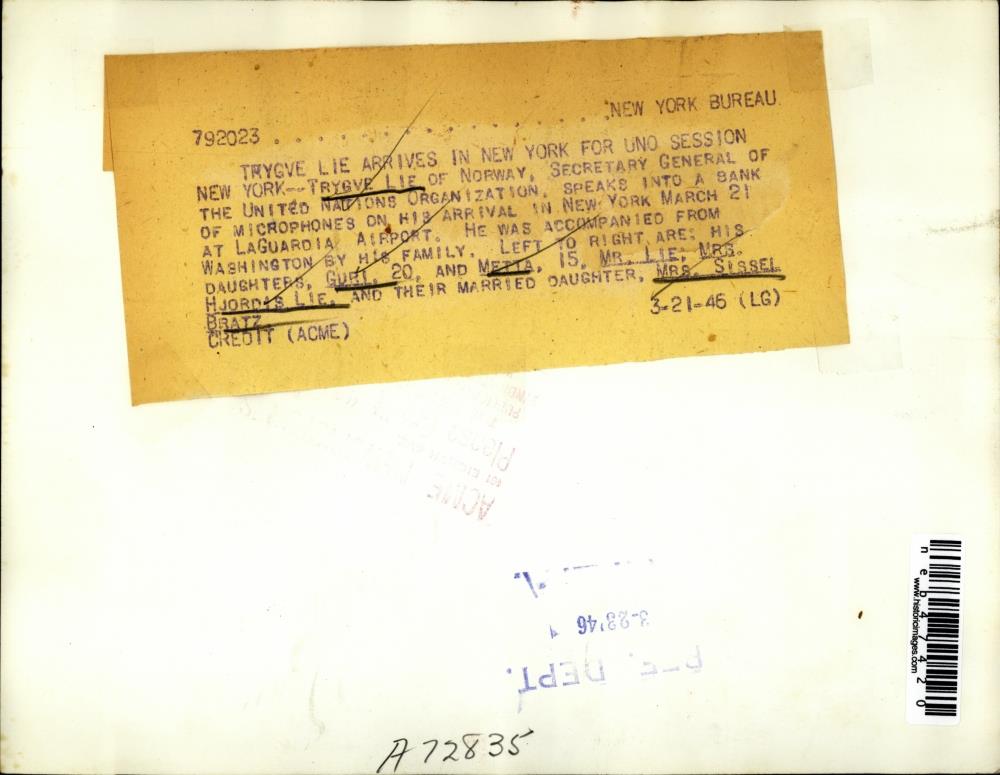 792023 . . . . . . . . . . . . . . . . . NEW YORK BUREAU
TRYGVE LIE ARRIVES IN NEW YORK FOR UNO SESSION
NEW YORK--TRYGVE LIE OF NORWAY, SECRETARY GENERAL OF
THE UNITED NATIONS ORGANIZATION, SPEAKS INTO A BANK
OF MICROPHONES ON HIS ARRIVAL IN NEW YORK MARCH 21
AT LAGUARDIA AIRPORT. HE WAS ACCOMPANIED FROM
WASHINGTON BY HIS FAMILY. LEFT TO RIGHT ARE: HIS
DAUGHTERS, GURI, 20, AND METTA, 15, MR. LIE; MRS.
HJORDIS LIE, AND THEIR MARRIED DAUGHTER, MRS. SISSEL
BRATZ.
CREDIT (ACME) 3-21-46 (LG)
ACME
Please
3-23'46
DEPT.
A72835
neb47420
www.historicimages.com